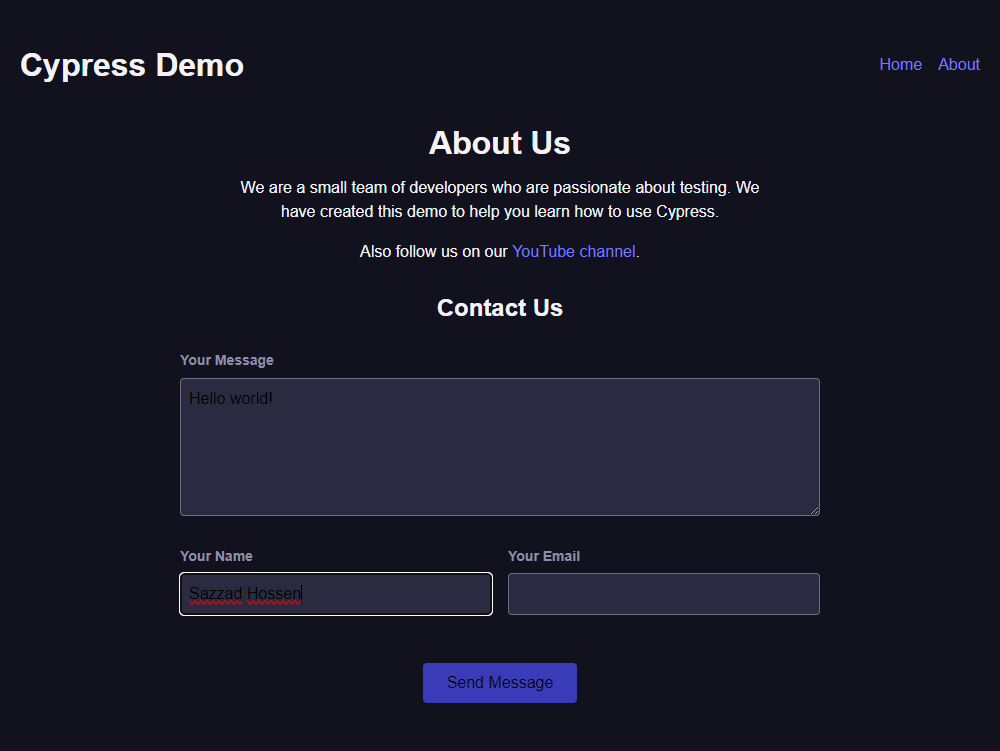 Cypress Demo
Home About
About Us
We are a small team of developers who are passionate about testing. We
have created this demo to help you learn how to use Cypress.
Also follow us on our YouTube channel.
Contact Us
Your Message
Hello world!
Your Name Your Email
Sazzad Hossen
Send Message